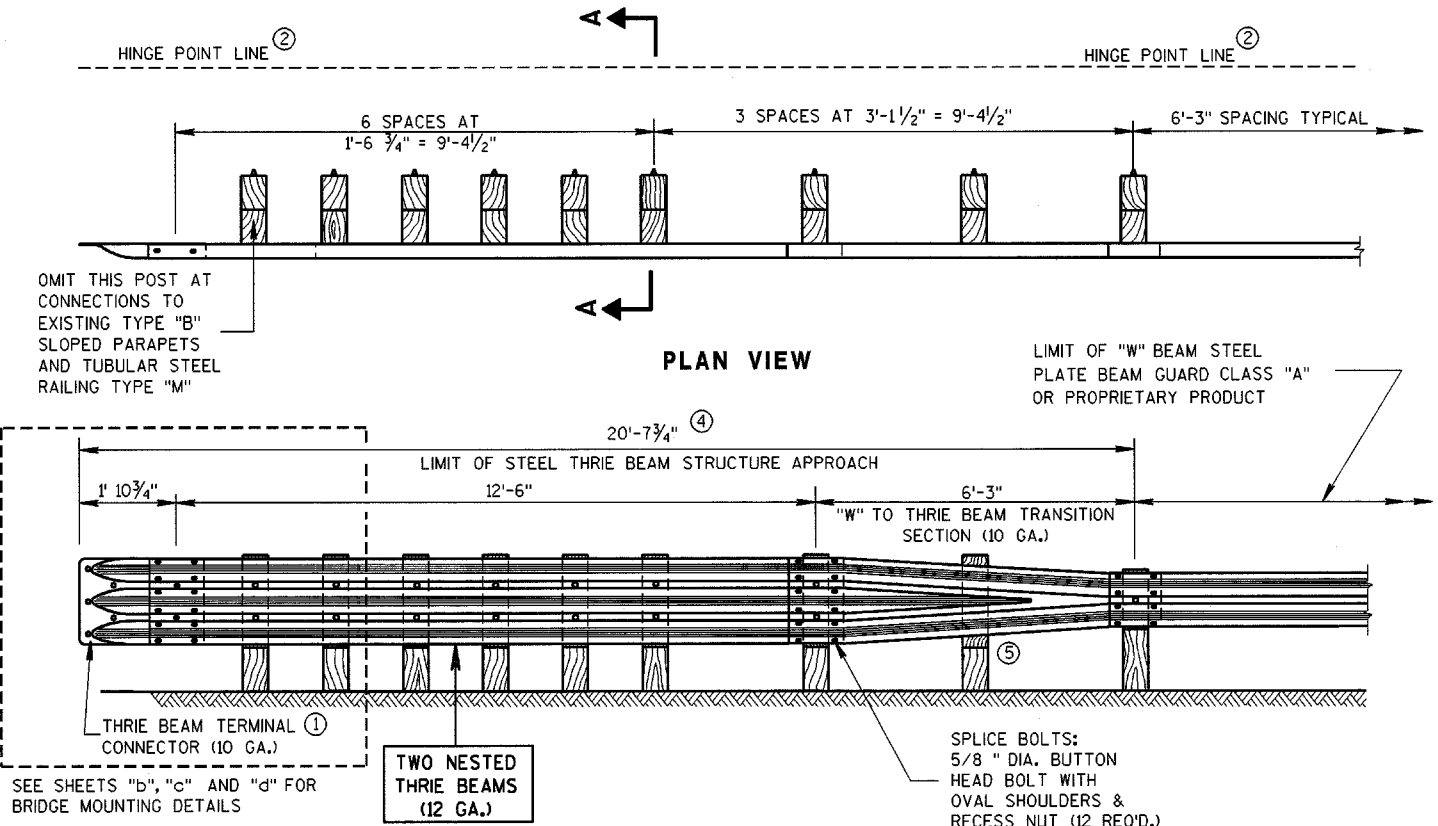 A
HINGE POINT LINE ②
HINGE POINT LINE ②
6 SPACES AT
1'-6 3/4" = 9'-4 1/2"
3 SPACES AT 3'-1 1/2" = 9'-4 1/2"
6'-3" SPACING TYPICAL
OMIT THIS POST AT
CONNECTIONS TO
EXISTING TYPE "B"
SLOPED PARAPETS
AND TUBULAR STEEL
RAILING TYPE "M"
A
PLAN VIEW
LIMIT OF "W" BEAM STEEL
PLATE BEAM GUARD CLASS "A"
OR PROPRIETARY PRODUCT
20'-7 3/4" ④
LIMIT OF STEEL THRIE BEAM STRUCTURE APPROACH
1' 10 3/4"
12'-6"
6'-3"
"W" TO THRIE BEAM TRANSITION
SECTION (10 GA.)
⑤
THRIE BEAM TERMINAL ①
CONNECTOR (10 GA.)
SEE SHEETS "b", "c" AND "d" FOR
BRIDGE MOUNTING DETAILS
TWO NESTED
THRIE BEAMS
(12 GA.)
SPLICE BOLTS:
5/8 " DIA. BUTTON
HEAD BOLT WITH
OVAL SHOULDERS &
RECESS NUT (12 REQ'D.)